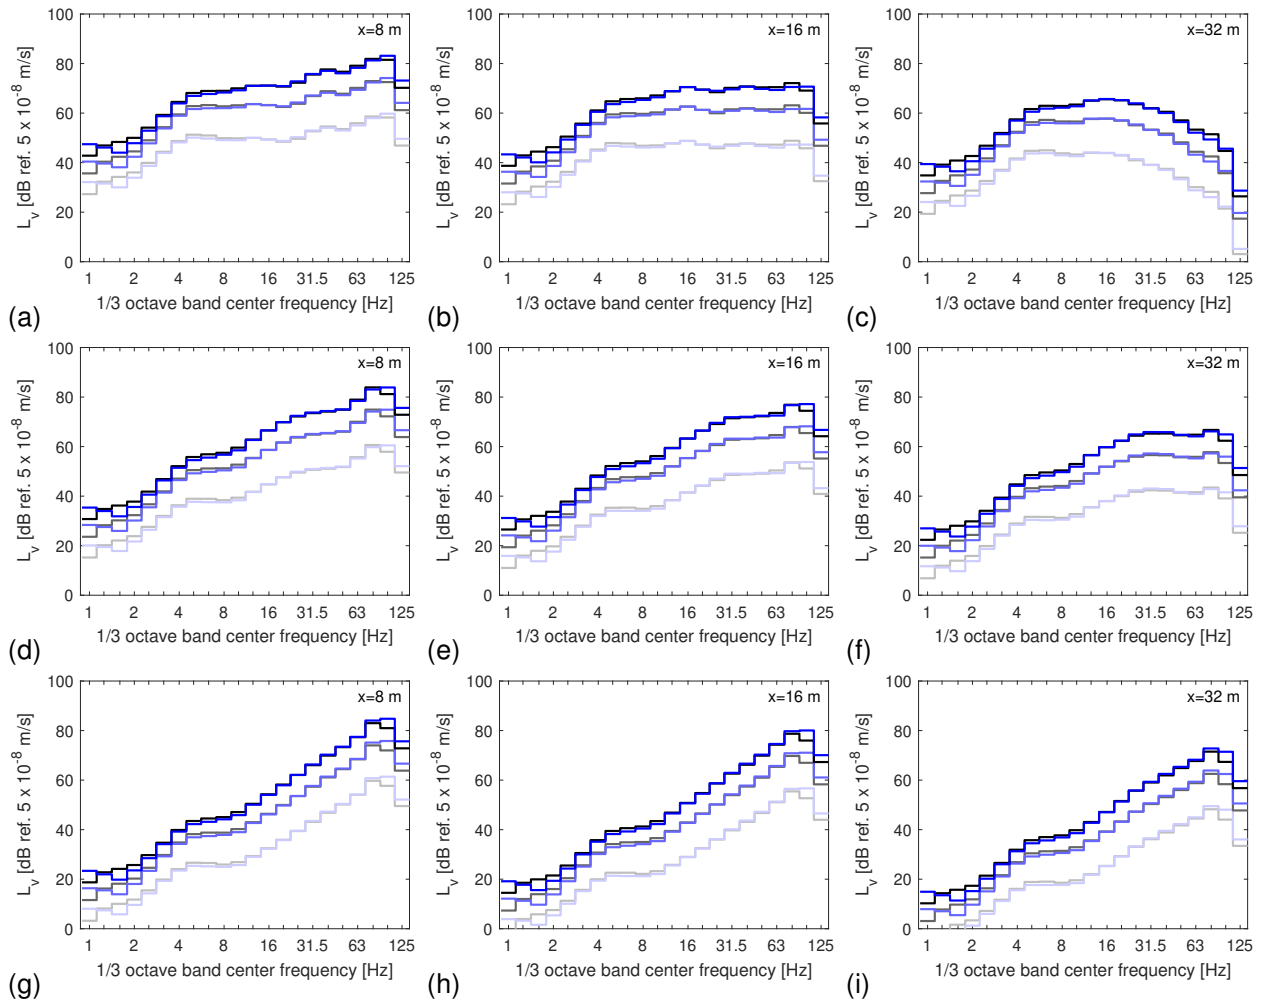 x=8 m
x=16 m
x=32 m
100
80
60
40
20
0
L_v [dB ref. 5 x 10^-8 m/s]
1 2 4 8 16 31.5 63 125
1/3 octave band center frequency [Hz]
(a)
100
80
60
40
20
0
L_v [dB ref. 5 x 10^-8 m/s]
1 2 4 8 16 31.5 63 125
1/3 octave band center frequency [Hz]
(b)
100
80
60
40
20
0
L_v [dB ref. 5 x 10^-8 m/s]
1 2 4 8 16 31.5 63 125
1/3 octave band center frequency [Hz]
(c)
x=8 m
x=16 m
x=32 m
100
80
60
40
20
0
L_v [dB ref. 5 x 10^-8 m/s]
1 2 4 8 16 31.5 63 125
1/3 octave band center frequency [Hz]
(d)
100
80
60
40
20
0
L_v [dB ref. 5 x 10^-8 m/s]
1 2 4 8 16 31.5 63 125
1/3 octave band center frequency [Hz]
(e)
100
80
60
40
20
0
L_v [dB ref. 5 x 10^-8 m/s]
1 2 4 8 16 31.5 63 125
1/3 octave band center frequency [Hz]
(f)
x=8 m
x=16 m
x=32 m
100
80
60
40
20
0
L_v [dB ref. 5 x 10^-8 m/s]
1 2 4 8 16 31.5 63 125
1/3 octave band center frequency [Hz]
(g)
100
80
60
40
20
0
L_v [dB ref. 5 x 10^-8 m/s]
1 2 4 8 16 31.5 63 125
1/3 octave band center frequency [Hz]
(h)
100
80
60
40
20
0
L_v [dB ref. 5 x 10^-8 m/s]
1 2 4 8 16 31.5 63 125
1/3 octave band center frequency [Hz]
(i)